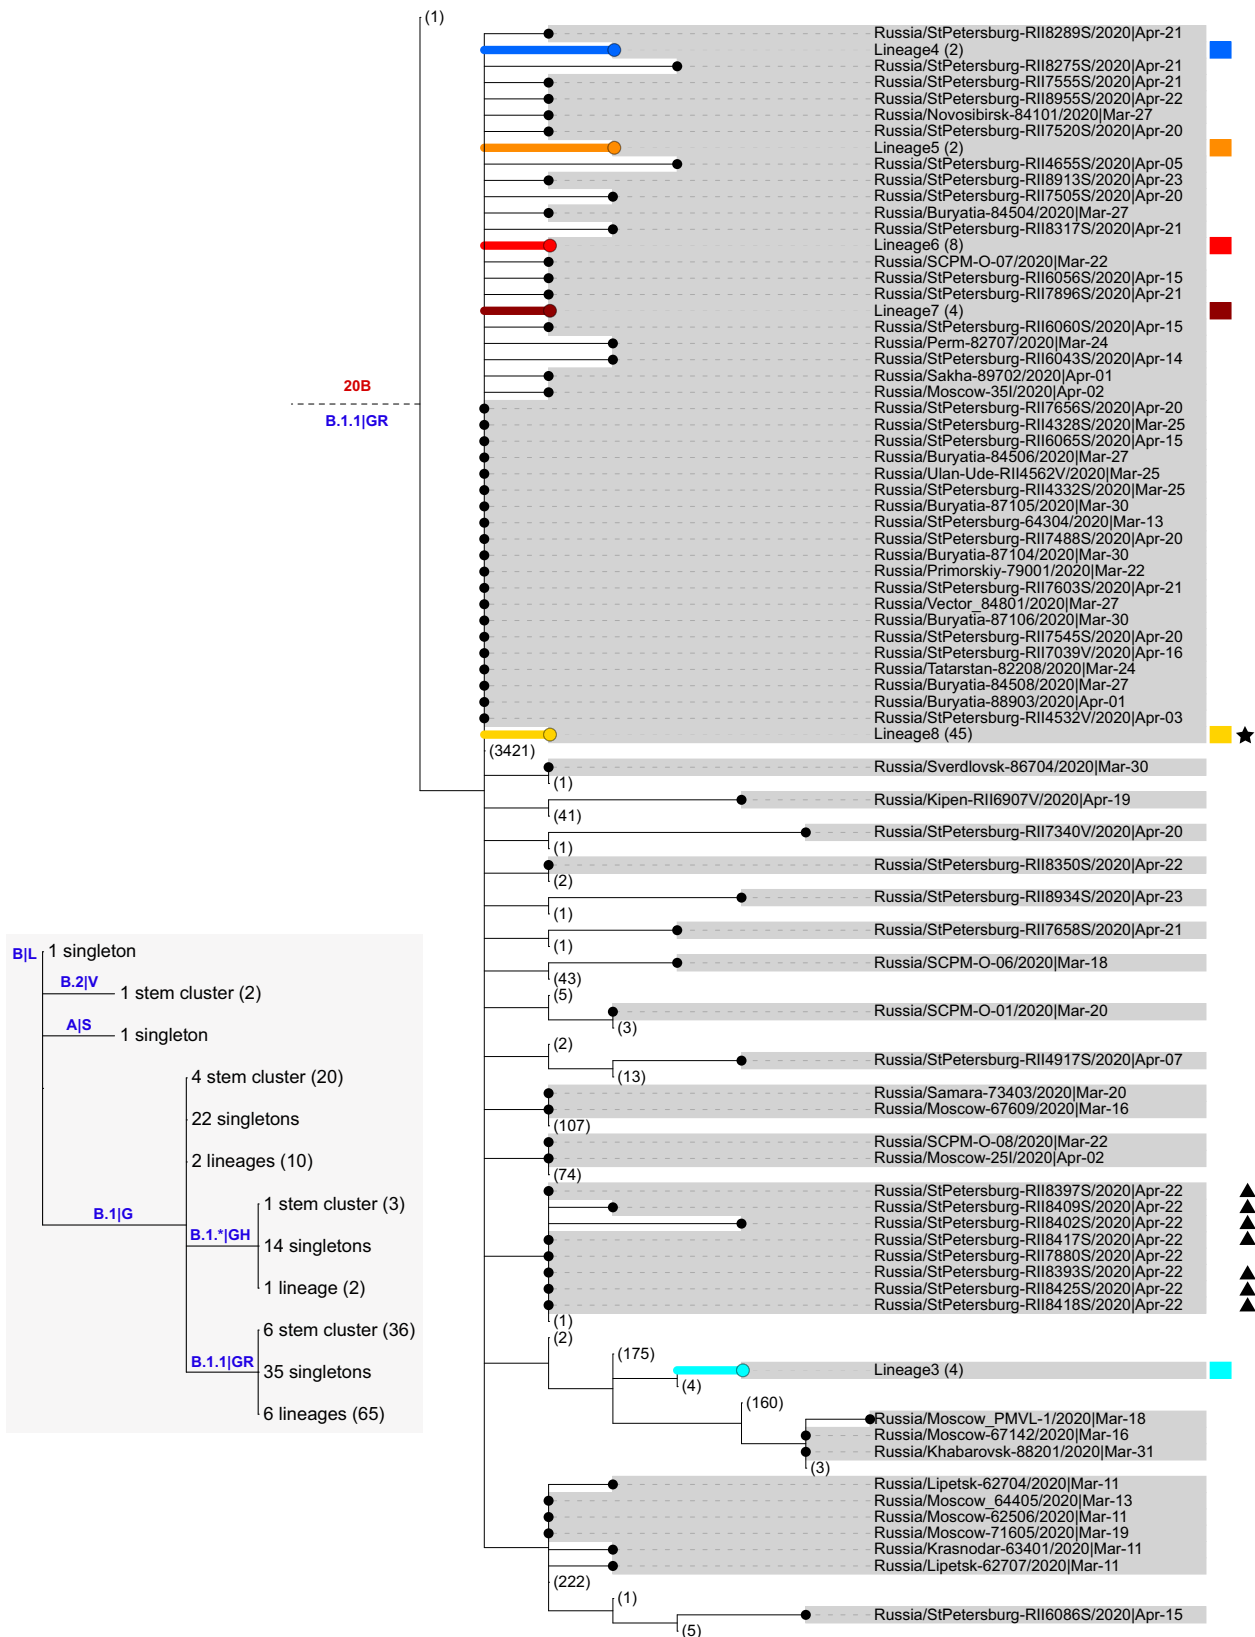 (1)
Russia/StPetersburg-RII8289S/2020|Apr-21
Lineage4 (2)
Russia/StPetersburg-RII8275S/2020|Apr-21
Russia/StPetersburg-RII7555S/2020|Apr-21
Russia/StPetersburg-RII8955S/2020|Apr-22
Russia/Novosibirsk-84101/2020|Mar-27
Russia/StPetersburg-RII7520S/2020|Apr-20
Lineage5 (2)
Russia/StPetersburg-RII4655S/2020|Apr-05
Russia/StPetersburg-RII8913S/2020|Apr-23
Russia/StPetersburg-RII7505S/2020|Apr-20
Russia/Buryatia-84504/2020|Mar-27
Russia/StPetersburg-RII8317S/2020|Apr-21
Lineage6 (8)
Russia/SCPM-O-07/2020|Mar-22
Russia/StPetersburg-RII6056S/2020|Apr-15
Russia/StPetersburg-RII7896S/2020|Apr-21
Lineage7 (4)
Russia/StPetersburg-RII6060S/2020|Apr-15
Russia/Perm-82707/2020|Mar-24
Russia/StPetersburg-RII6043S/2020|Apr-14
Russia/Sakha-89702/2020|Apr-01
Russia/Moscow-35I/2020|Apr-02
20B
B.1.1|GR
Russia/StPetersburg-RII7656S/2020|Apr-20
Russia/StPetersburg-RII4328S/2020|Mar-25
Russia/StPetersburg-RII6065S/2020|Apr-15
Russia/Buryatia-84506/2020|Mar-27
Russia/Ulan-Ude-RII4562V/2020|Mar-25
Russia/StPetersburg-RII4332S/2020|Mar-25
Russia/Buryatia-87105/2020|Mar-30
Russia/StPetersburg-64304/2020|Mar-13
Russia/StPetersburg-RII7488S/2020|Apr-20
Russia/Buryatia-87104/2020|Mar-30
Russia/Primorskiy-79001/2020|Mar-22
Russia/StPetersburg-RII7603S/2020|Apr-21
Russia/Vector_84801/2020|Mar-27
Russia/Buryatia-87106/2020|Mar-30
Russia/StPetersburg-RII7545S/2020|Apr-20
Russia/StPetersburg-RII7039V/2020|Apr-16
Russia/Tatarstan-82208/2020|Mar-24
Russia/Buryatia-84508/2020|Mar-27
Russia/Buryatia-88903/2020|Apr-01
Russia/StPetersburg-RII4532V/2020|Apr-03
Lineage8 (45)
(3421)
Russia/Sverdlovsk-86704/2020|Mar-30
(1)
Russia/Kipen-RII6907V/2020|Apr-19
(41)
Russia/StPetersburg-RII7340V/2020|Apr-20
(1)
Russia/StPetersburg-RII8350S/2020|Apr-22
(2)
Russia/StPetersburg-RII8934S/2020|Apr-23
(1)
Russia/StPetersburg-RII7658S/2020|Apr-21
(1)
Russia/SCPM-O-06/2020|Mar-18
(43)
(5)
Russia/SCPM-O-01/2020|Mar-20
(3)
(2)
Russia/StPetersburg-RII4917S/2020|Apr-07
(13)
Russia/Samara-73403/2020|Mar-20
Russia/Moscow-67609/2020|Mar-16
(107)
Russia/SCPM-O-08/2020|Mar-22
Russia/Moscow-25I/2020|Apr-02
(74)
Russia/StPetersburg-RII8397S/2020|Apr-22
Russia/StPetersburg-RII8409S/2020|Apr-22
Russia/StPetersburg-RII8402S/2020|Apr-22
Russia/StPetersburg-RII8417S/2020|Apr-22
Russia/StPetersburg-RII7880S/2020|Apr-22
Russia/StPetersburg-RII8393S/2020|Apr-22
Russia/StPetersburg-RII8425S/2020|Apr-22
Russia/StPetersburg-RII8418S/2020|Apr-22
(1)
(2)
(175)
Lineage3 (4)
(4)
(160)
Russia/Moscow_PMVL-1/2020|Mar-18
Russia/Moscow-67142/2020|Mar-16
Russia/Khabarovsk-88201/2020|Mar-31
(3)
Russia/Lipetsk-62704/2020|Mar-11
Russia/Moscow_64405/2020|Mar-13
Russia/Moscow-62506/2020|Mar-11
Russia/Moscow-71605/2020|Mar-19
Russia/Krasnodar-63401/2020|Mar-11
Russia/Lipetsk-62707/2020|Mar-11
(222)
(1)
Russia/StPetersburg-RII6086S/2020|Apr-15
(5)
B|L
1 singleton
B.2|V
1 stem cluster (2)
A|S
1 singleton
4 stem cluster (20)
22 singletons
2 lineages (10)
B.1|G
1 stem cluster (3)
B.1.*|GH
14 singletons
1 lineage (2)
6 stem cluster (36)
B.1.1|GR
35 singletons
6 lineages (65)